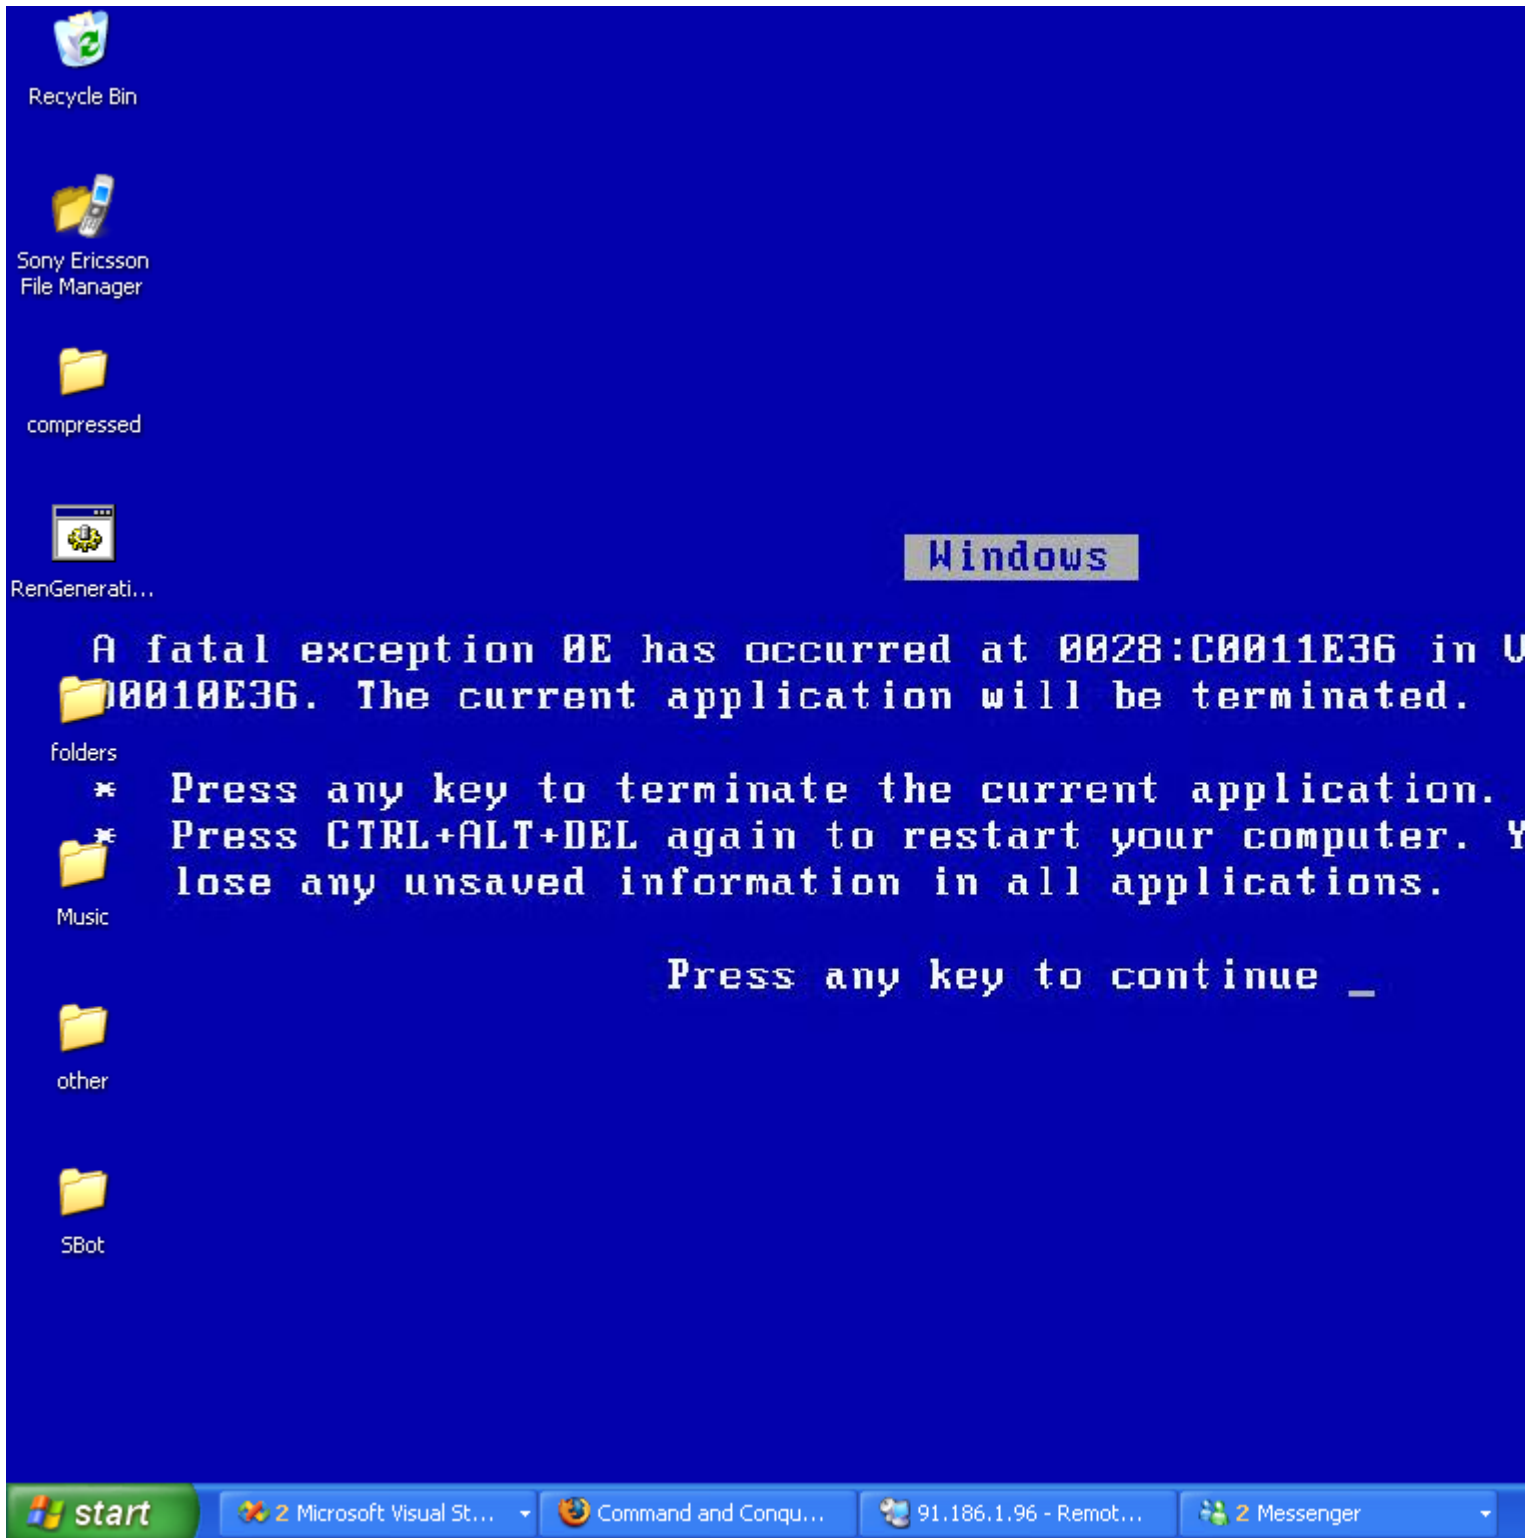 Recycle Bin
Sony Ericsson
File Manager
compressed
RenGenerati...
Windows
A fatal exception 0E has occurred at 0028:C0011E36 in V
00010E36. The current application will be terminated.
folders
* Press any key to terminate the current application.
* Press CTRL+ALT+DEL again to restart your computer. Y
lose any unsaved information in all applications.
Music
Press any key to continue _
other
SBot
start
2 Microsoft Visual St...
Command and Conqu...
91.186.1.96 - Remot...
2 Messenger